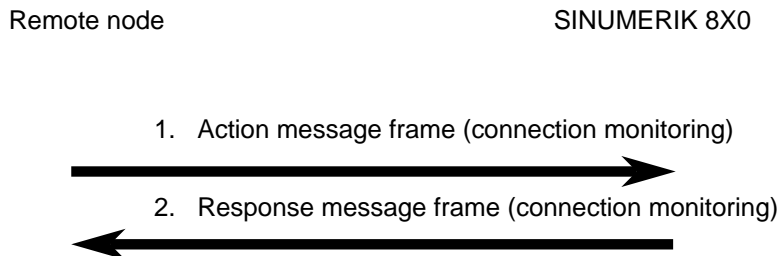 Remote node SINUMERIK 8X0
1. Action message frame (connection monitoring)
2. Response message frame (connection monitoring)